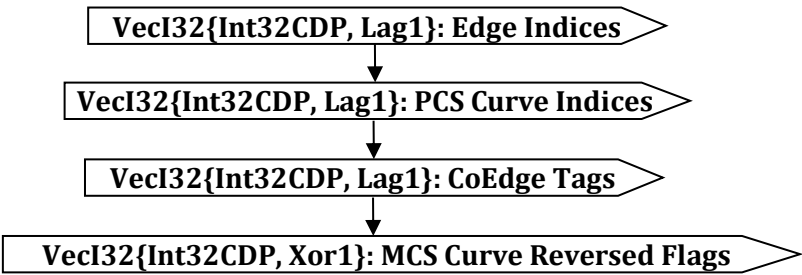 VecI32{Int32CDP, Lag1}: Edge Indices
VecI32{Int32CDP, Lag1}: PCS Curve Indices
VecI32{Int32CDP, Lag1}: CoEdge Tags
VecI32{Int32CDP, Xor1}: MCS Curve Reversed Flags